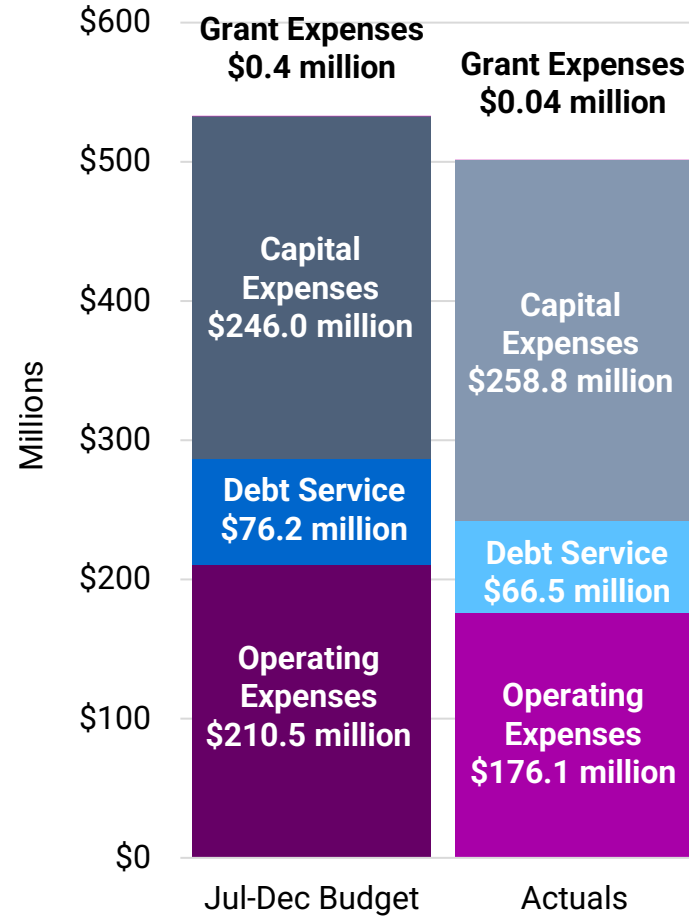 $600
$500
$400
$300
$200
$100
$0
Millions
Grant Expenses
$0.4 million
Capital
Expenses
$246.0 million
Debt Service
$76.2 million
Operating
Expenses
$210.5 million
Jul-Dec Budget
Grant Expenses
$0.04 million
Capital
Expenses
$258.8 million
Debt Service
$66.5 million
Operating
Expenses
$176.1 million
Actuals